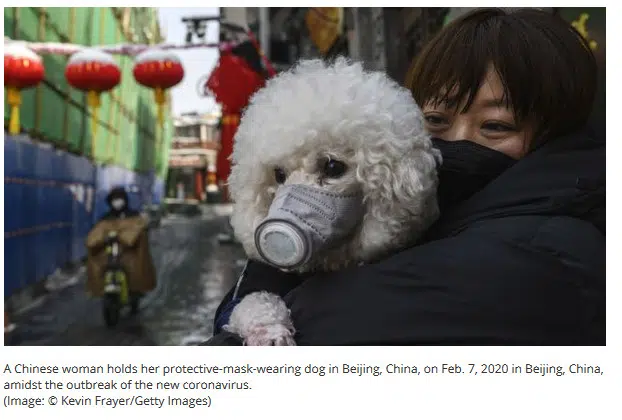 A Chinese woman holds her protective-mask-wearing dog in Beijing, China, on Feb. 7, 2020 in Beijing, China,
amidst the outbreak of the new coronavirus.
(Image: © Kevin Frayer/Getty Images)